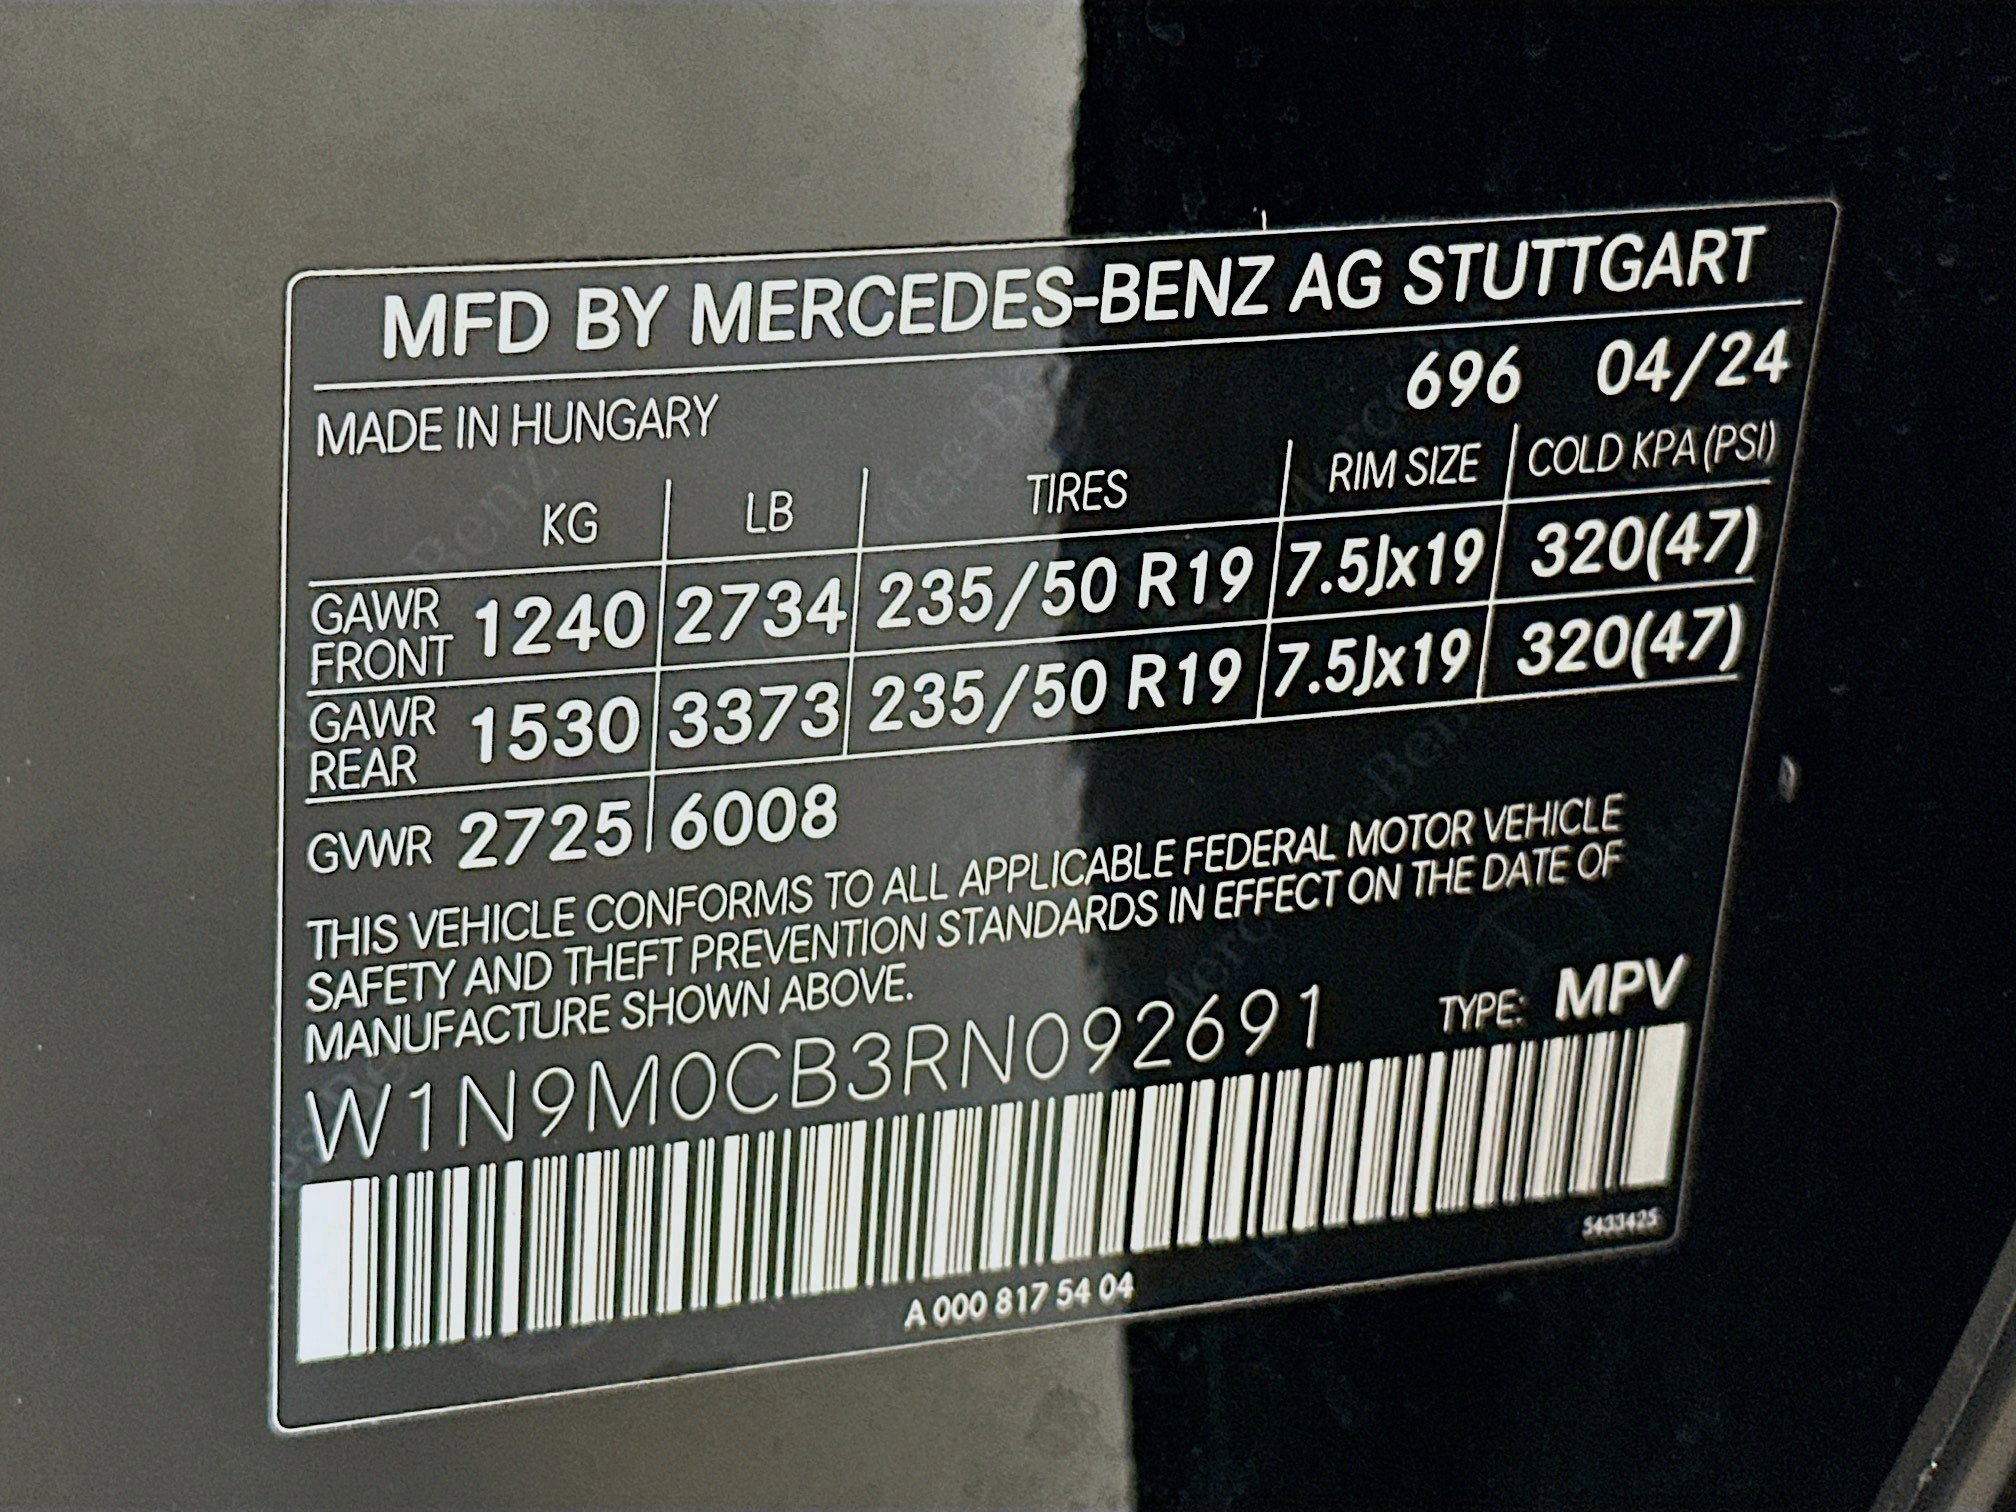 MFD BY MERCEDES-BENZ AG STUTTGART
MADE IN HUNGARY 696 04/24
KG LB TIRES RIM SIZE COLD KPA (PSI)
GAWR FRONT 1240 2734 235/50 R19 7.5Jx19 320(47)
GAWR REAR 1530 3373 235/50 R19 7.5Jx19 320(47)
GVWR 2725 6008
THIS VEHICLE CONFORMS TO ALL APPLICABLE FEDERAL MOTOR VEHICLE
SAFETY AND THEFT PREVENTION STANDARDS IN EFFECT ON THE DATE OF
MANUFACTURE SHOWN ABOVE.
W1N9M0CB3RN092691 TYPE: MPV
5433425
A 000 817 54 04